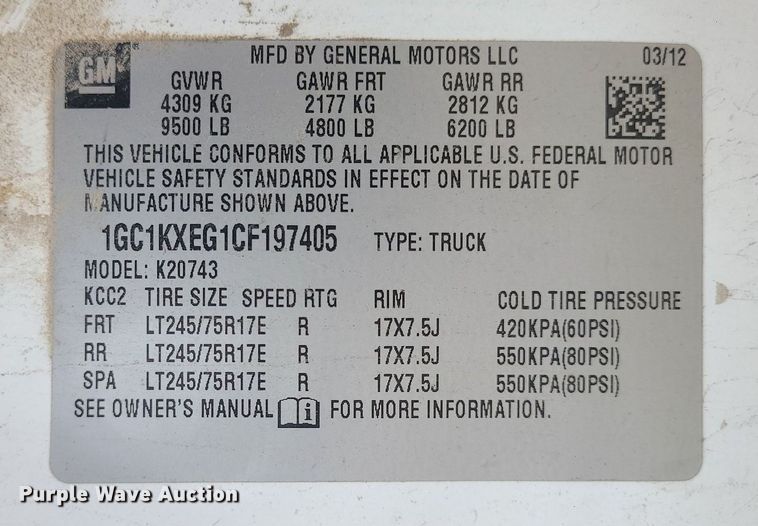 GM MFD BY GENERAL MOTORS LLC 03/12
GVWR GAWR FRT GAWR RR
4309 KG 2177 KG 2812 KG
9500 LB 4800 LB 6200 LB
THIS VEHICLE CONFORMS TO ALL APPLICABLE U.S. FEDERAL MOTOR
VEHICLE SAFETY STANDARDS IN EFFECT ON THE DATE OF
MANUFACTURE SHOWN ABOVE.
1GC1KXEG1CF197405 TYPE: TRUCK
MODEL: K20743
KCC2 TIRE SIZE SPEED RTG RIM COLD TIRE PRESSURE
FRT LT245/75R17E R 17X7.5J 420KPA(60PSI)
RR LT245/75R17E R 17X7.5J 550KPA(80PSI)
SPA LT245/75R17E R 17X7.5J 550KPA(80PSI)
SEE OWNER'S MANUAL i FOR MORE INFORMATION.
Purple Wave Auction